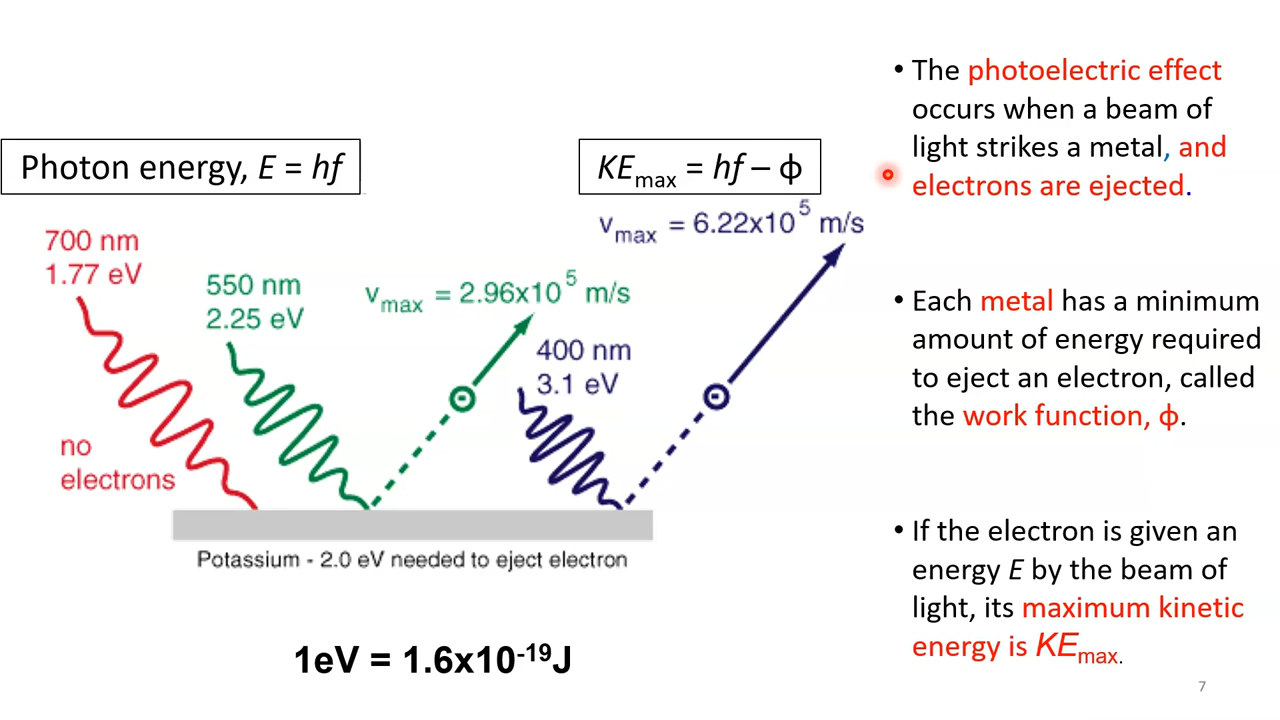 Photon energy, E = hf
KEmax = hf – ϕ
700 nm
1.77 eV
no
electrons
550 nm
2.25 eV
vmax = 2.96x10^5 m/s
400 nm
3.1 eV
vmax = 6.22x10^5 m/s
Potassium - 2.0 eV needed to eject electron
1eV = 1.6x10^-19J
• The photoelectric effect
occurs when a beam of
light strikes a metal, and
electrons are ejected.
• Each metal has a minimum
amount of energy required
to eject an electron, called
the work function, ϕ.
• If the electron is given an
energy E by the beam of
light, its maximum kinetic
energy is KEmax.
7